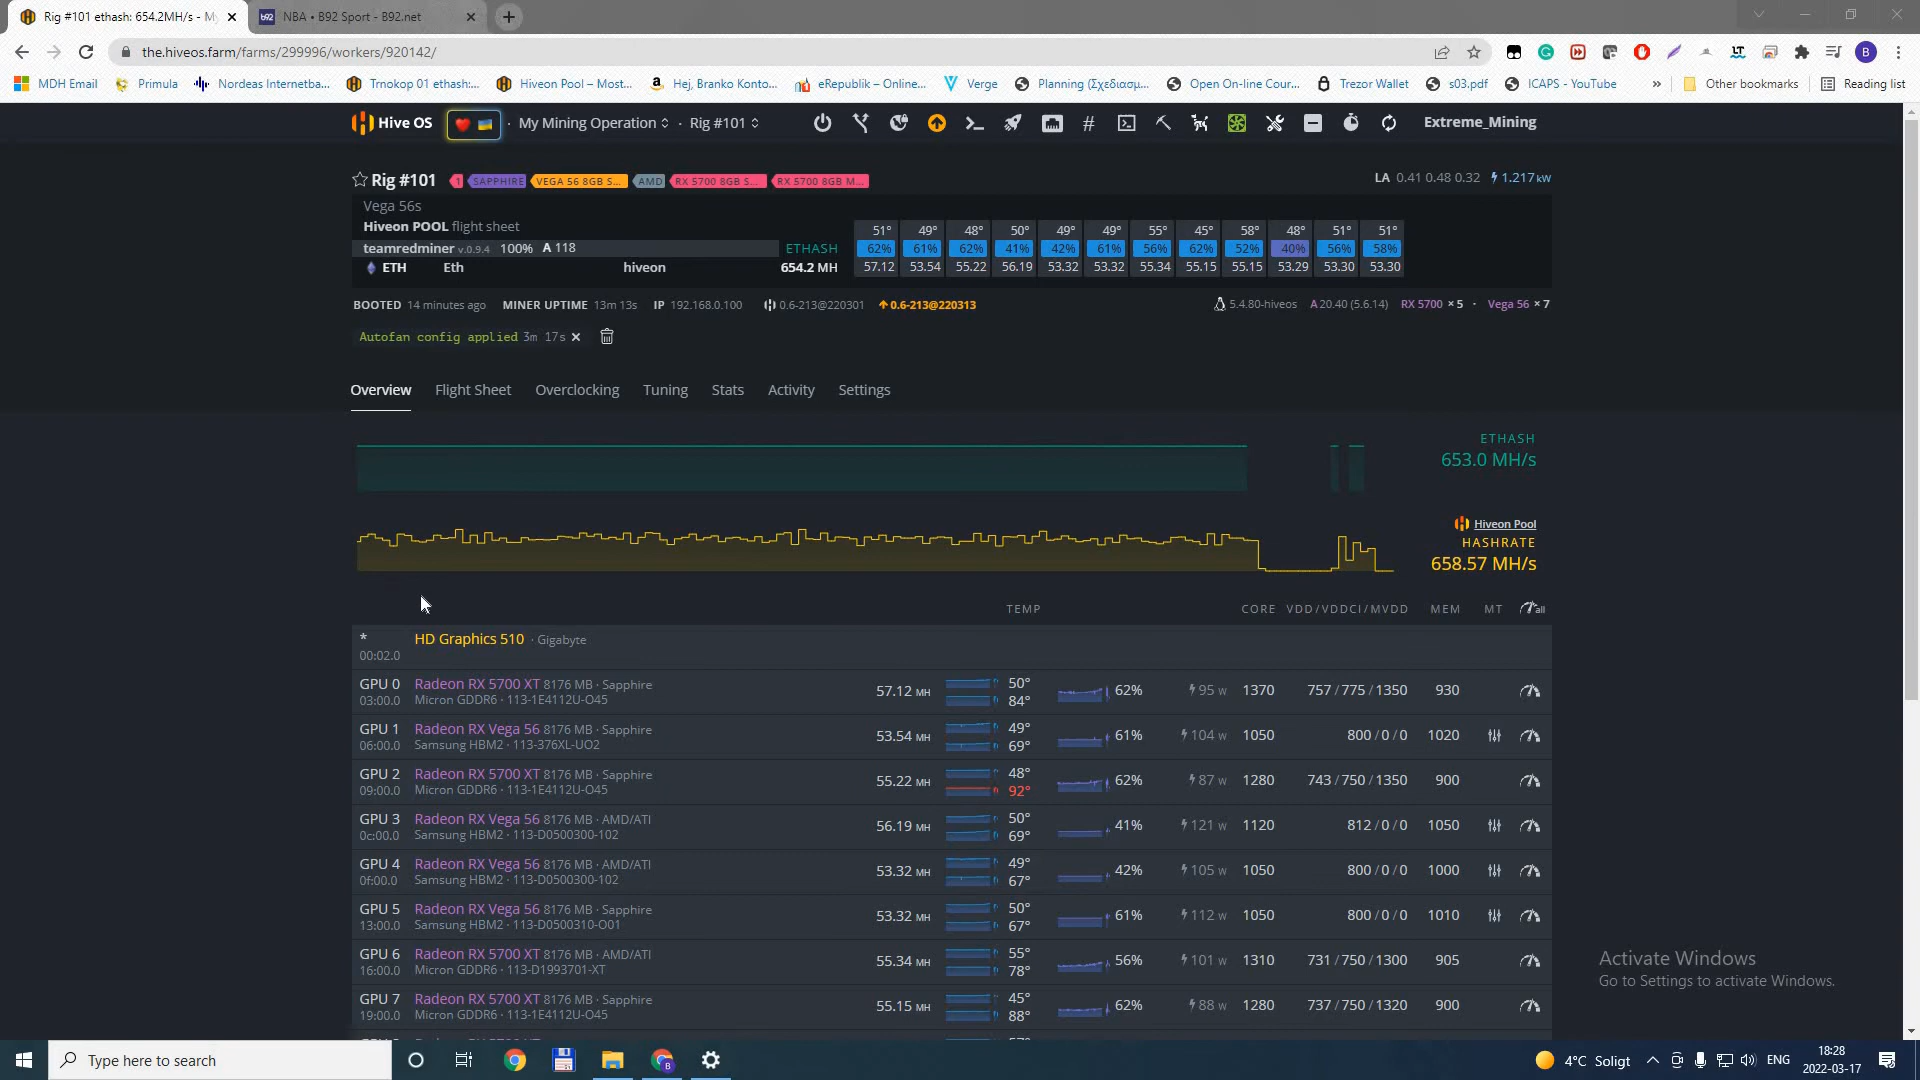 Rig #101 ethash: 654.2MH/s - My
NBA • B92 Sport - B92.net
the.hiveos.farm/farms/299996/workers/920142/
B
MDH Email
Primula
Nordeas Internetba...
Trnokop 01 ethash:...
Hiveon Pool – Most...
Hej, Branko Konto...
eRepublik – Online...
Verge
Planning (Σχεδιασμ...
Open On-line Cour...
Trezor Wallet
s03.pdf
ICAPS - YouTube
»
Other bookmarks
Reading list
Hive OS
· My Mining Operation
· Rig #101
Extreme_Mining
Rig #101
1
SAPPHIRE
VEGA 56 8GB S...
AMD
RX 5700 8GB S...
RX 5700 8GB M...
LA 0.41 0.48 0.32 1.217 kW
Vega 56s
Hiveon POOL flight sheet
51° 49° 48° 50° 49° 49° 55° 45° 58° 48° 51° 51°
teamredminer v.0.9.4 100% A 118 ETHASH
62% 61% 62% 41% 42% 61% 56% 62% 52% 40% 56% 58%
ETH Eth hiveon 654.2 MH
57.12 53.54 55.22 56.19 53.32 53.32 55.34 55.15 55.15 53.29 53.30 53.30
BOOTED 14 minutes ago MINER UPTIME 13m 13s IP 192.168.0.100 0.6-213@220301 0.6-213@220313
5.4.80-hiveos A 20.40 (5.6.14) RX 5700 × 5 · Vega 56 × 7
Autofan config applied 3m 17s
Overview Flight Sheet Overclocking Tuning Stats Activity Settings
ETHASH
653.0 MH/s
Hiveon Pool
HASHRATE
658.57 MH/s
TEMP CORE VDD/VDDCI/MVDD MEM MT all
* HD Graphics 510 · Gigabyte
00:02.0
GPU 0 Radeon RX 5700 XT 8176 MB · Sapphire 50°
57.12 MH 62% 95 W 1370 757 / 775 / 1350 930
03:00.0 Micron GDDR6 · 113-1E4112U-O45 84°
GPU 1 Radeon RX Vega 56 8176 MB · Sapphire 49°
53.54 MH 61% 104 W 1050 800 / 0 / 0 1020
06:00.0 Samsung HBM2 · 113-376XL-UO2 69°
GPU 2 Radeon RX 5700 XT 8176 MB · Sapphire 48°
55.22 MH 62% 87 W 1280 743 / 750 / 1350 900
09:00.0 Micron GDDR6 · 113-1E4112U-O45 92°
GPU 3 Radeon RX Vega 56 8176 MB · AMD/ATI 50°
56.19 MH 41% 121 W 1120 812 / 0 / 0 1050
0c:00.0 Samsung HBM2 · 113-D0500300-102 69°
GPU 4 Radeon RX Vega 56 8176 MB · AMD/ATI 49°
53.32 MH 42% 105 W 1050 800 / 0 / 0 1000
0f:00.0 Samsung HBM2 · 113-D0500300-102 67°
GPU 5 Radeon RX Vega 56 8176 MB · Sapphire 50°
53.32 MH 61% 112 W 1050 800 / 0 / 0 1010
13:00.0 Samsung HBM2 · 113-D0500310-O01 67°
GPU 6 Radeon RX 5700 XT 8176 MB · AMD/ATI 55°
55.34 MH 56% 101 W 1310 731 / 750 / 1300 905
16:00.0 Micron GDDR6 · 113-D1993701-XT 78°
GPU 7 Radeon RX 5700 XT 8176 MB · Sapphire 45°
55.15 MH 62% 88 W 1280 737 / 750 / 1320 900
19:00.0 Micron GDDR6 · 113-1E4112U-O45 88°
Activate Windows
Go to Settings to activate Windows.
Type here to search
4°C Soligt
ENG
18:28
2022-03-17